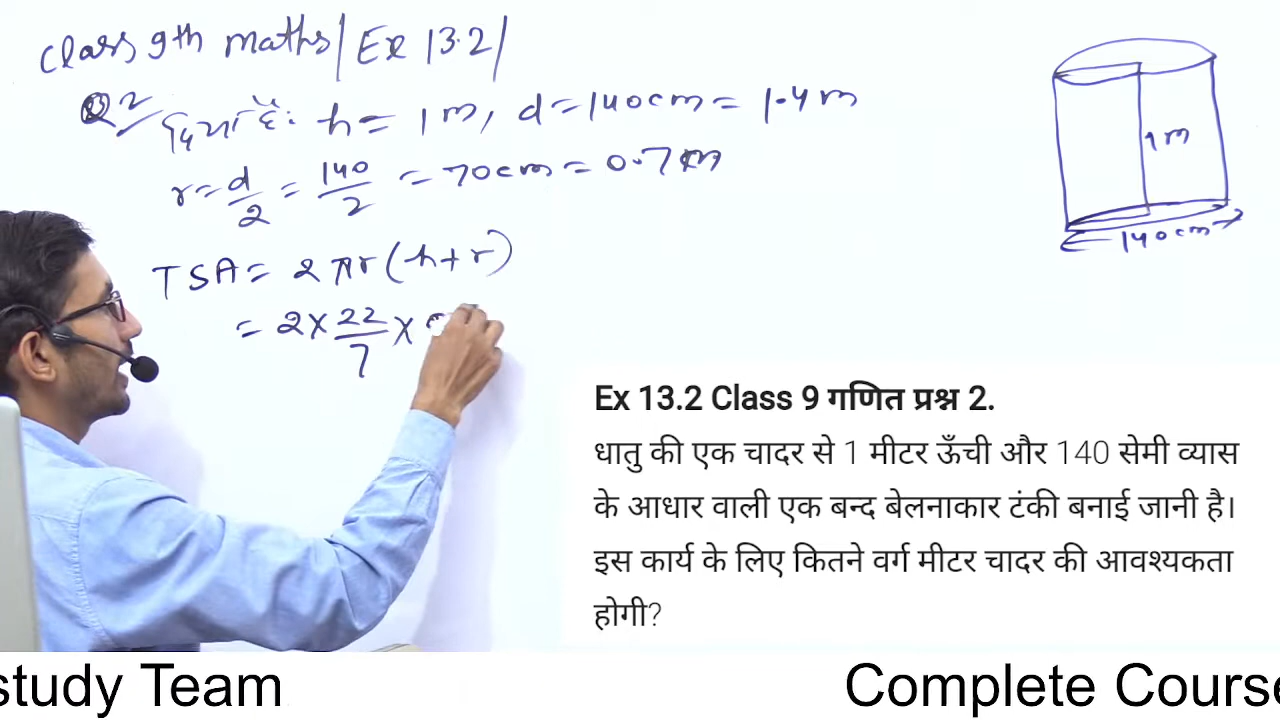 Class 9th maths | Ex 13.2 |
Q2 दिया है: h = 1m, d = 140cm = 1.4m
r = d/2 = 140/2 = 70cm = 0.7m
TSA = 2πr(h+r)
= 2 × 22/7 ×
1m
140cm
Ex 13.2 Class 9 गणित प्रश्न 2.
धातु की एक चादर से 1 मीटर ऊँची और 140 सेमी व्यास
के आधार वाली एक बन्द बेलनाकार टंकी बनाई जानी है।
इस कार्य के लिए कितने वर्ग मीटर चादर की आवश्यकता
होगी?
study Team
Complete Course